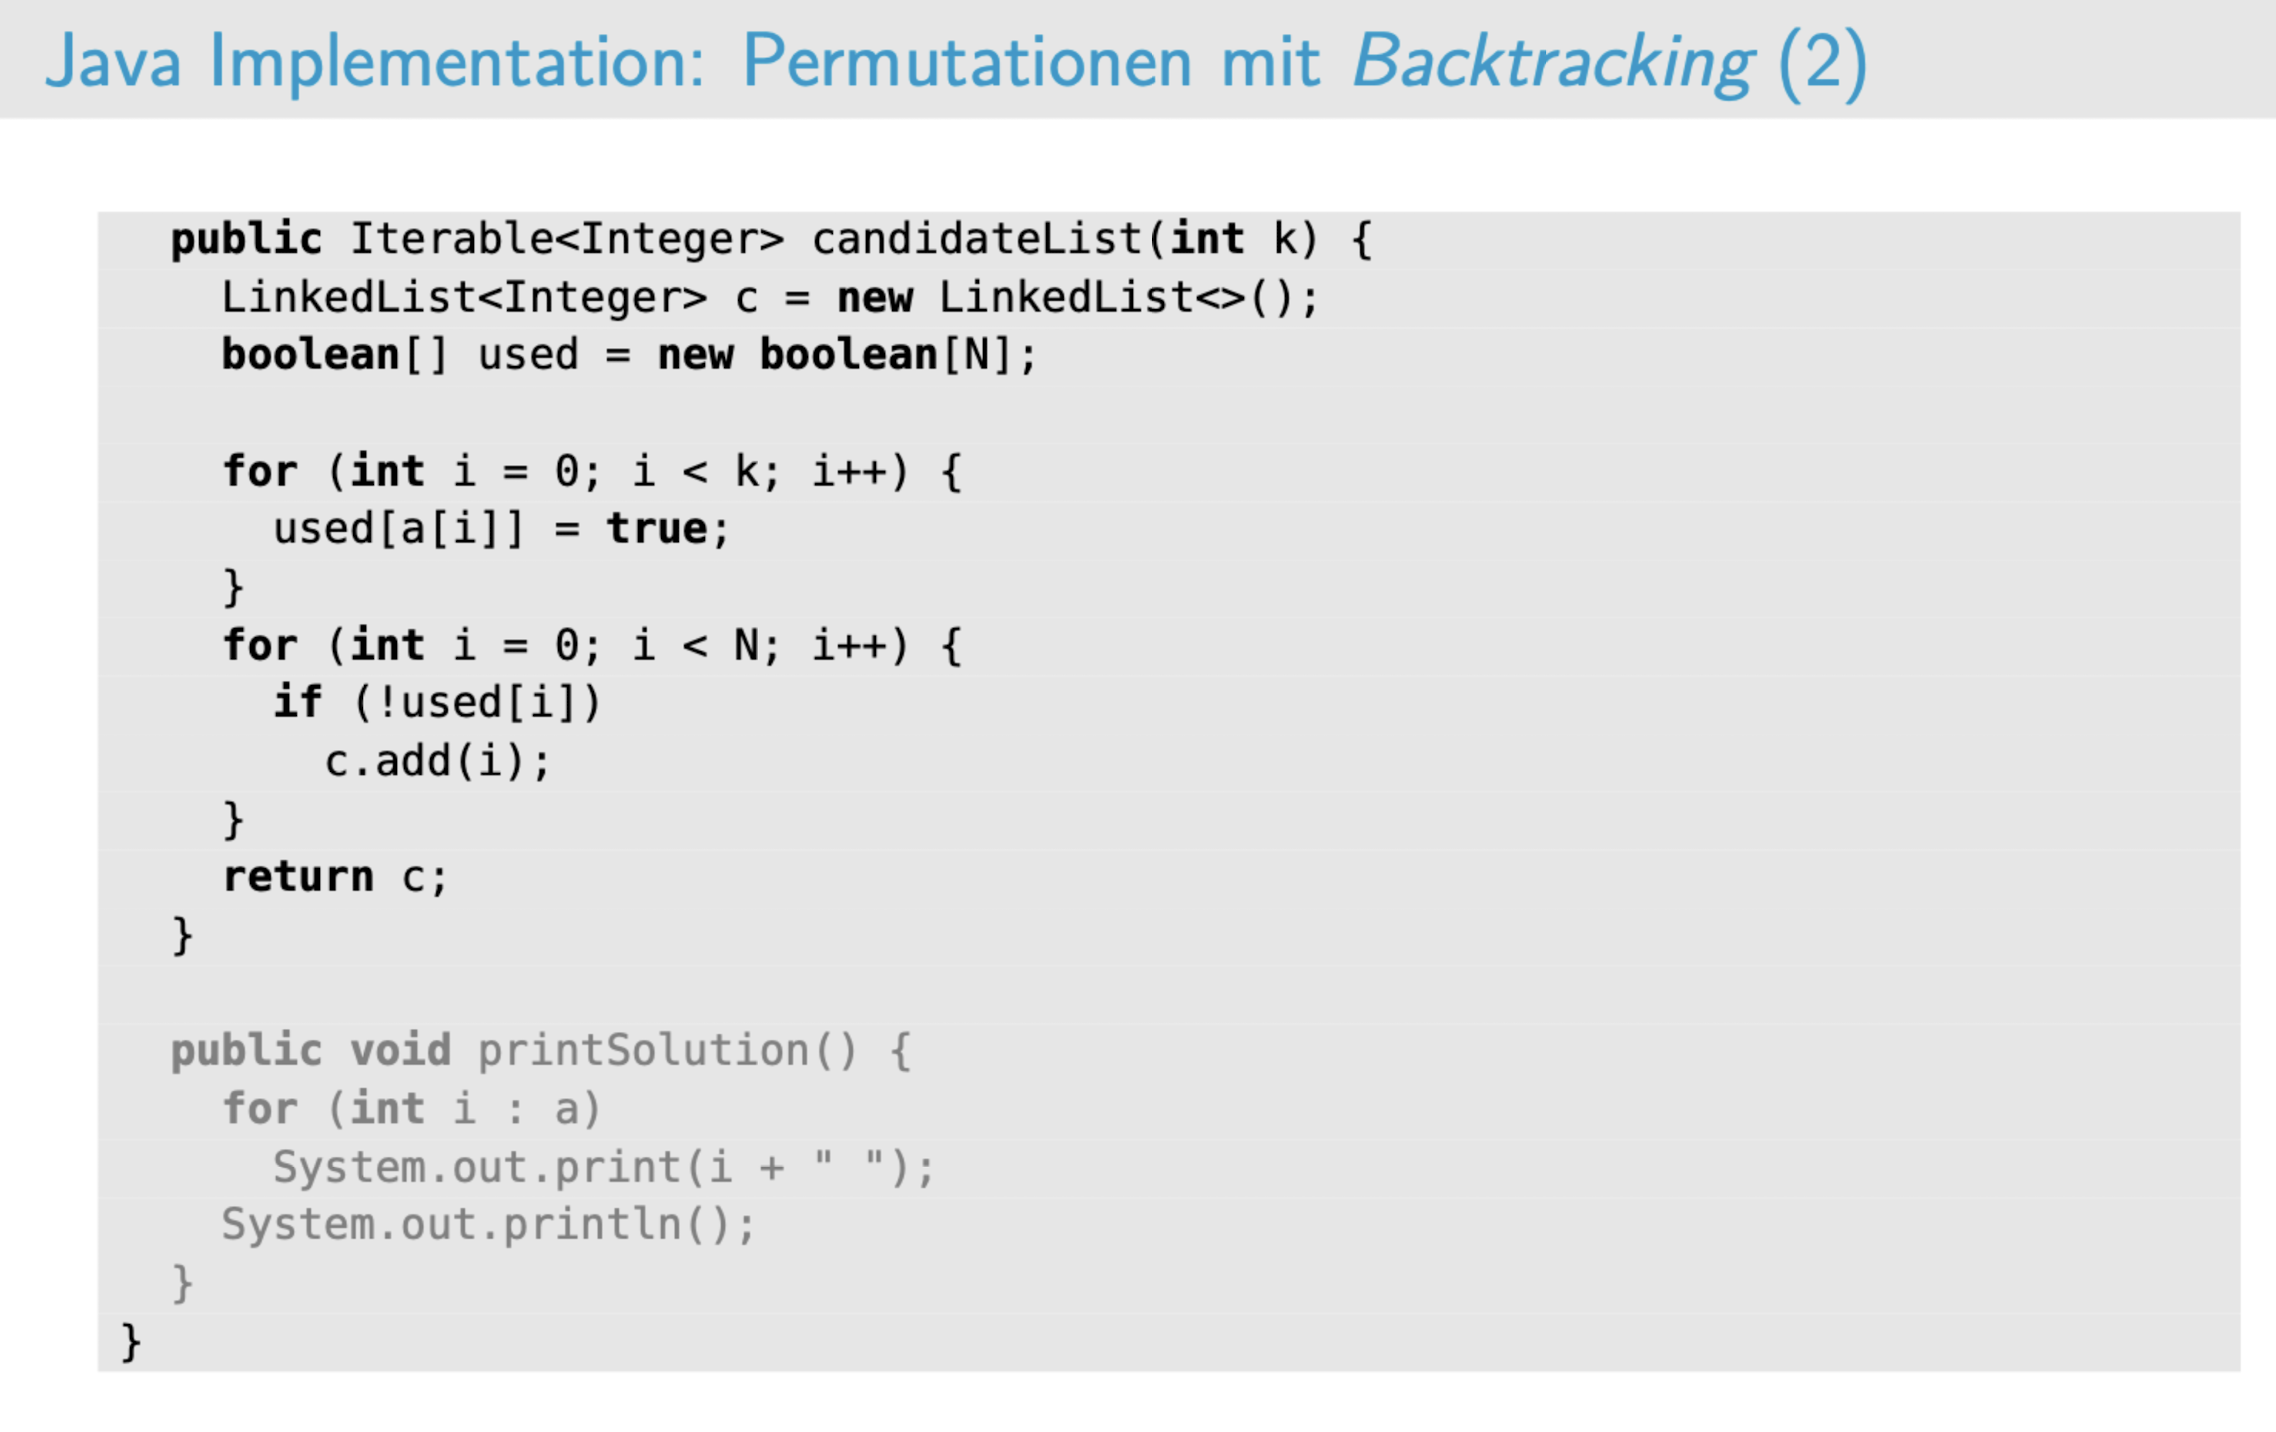 Java Implementation: Permutationen mit Backtracking (2)
public Iterable<Integer> candidateList(int k) {
LinkedList<Integer> c = new LinkedList<>();
boolean[] used = new boolean[N];
for (int i = 0; i < k; i++) {
used[a[i]] = true;
}
for (int i = 0; i < N; i++) {
if (!used[i])
c.add(i);
}
return c;
}
public void printSolution() {
for (int i : a)
System.out.print(i + " ");
System.out.println();
}
}